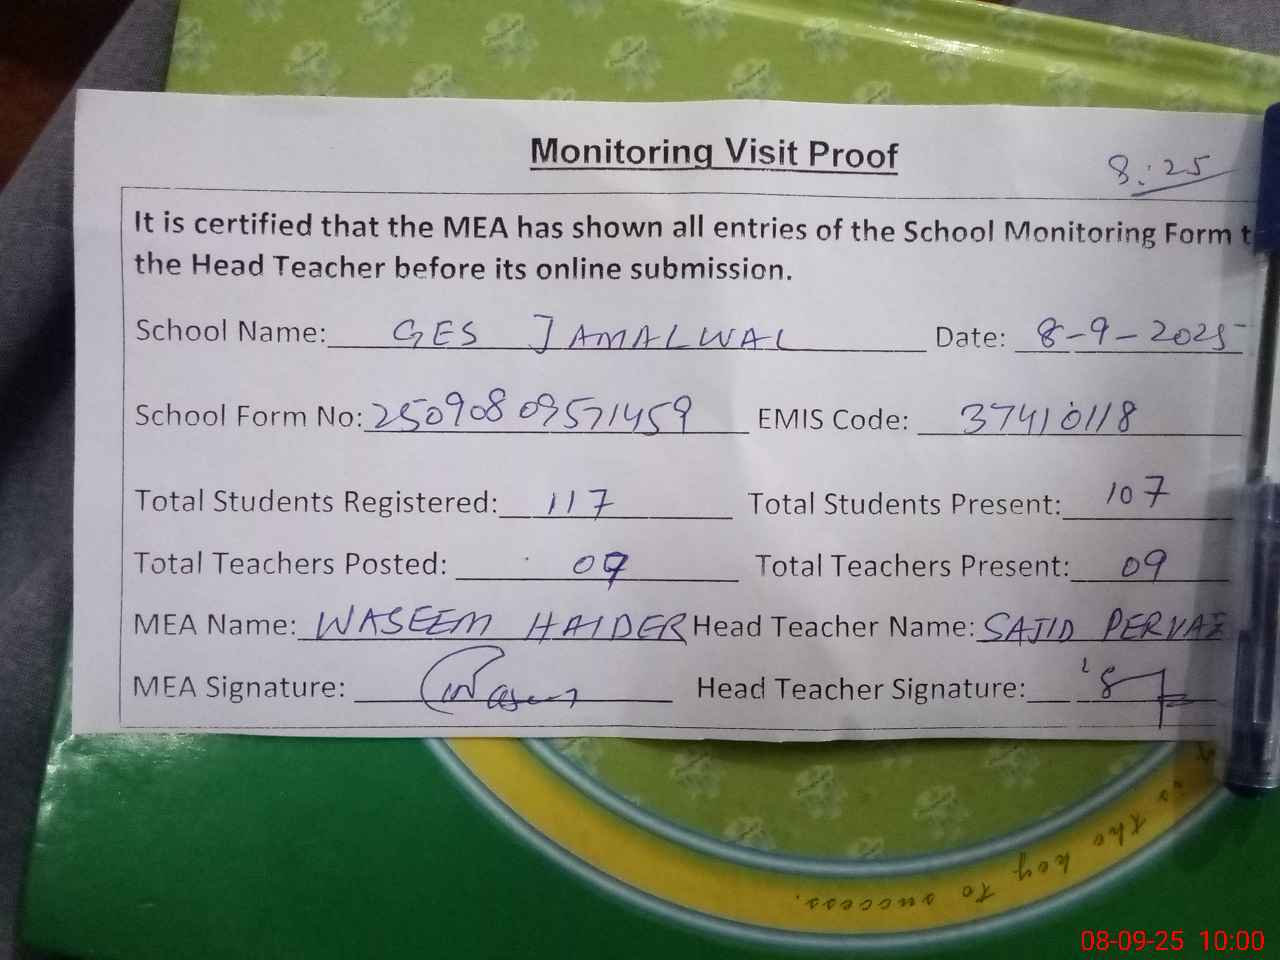 Monitoring Visit Proof
8:25
It is certified that the MEA has shown all entries of the School Monitoring Form t
the Head Teacher before its online submission.
School Name: GES JAMALWAL Date: 8-9-2025
School Form No: 25090809571459 EMIS Code: 37410118
Total Students Registered: 117 Total Students Present: 107
Total Teachers Posted: 09 Total Teachers Present: 09
MEA Name: WASEEM HAIDER Head Teacher Name: SAJID PERVAZ
MEA Signature: Head Teacher Signature:
is the key to success.
08-09-25 10:00